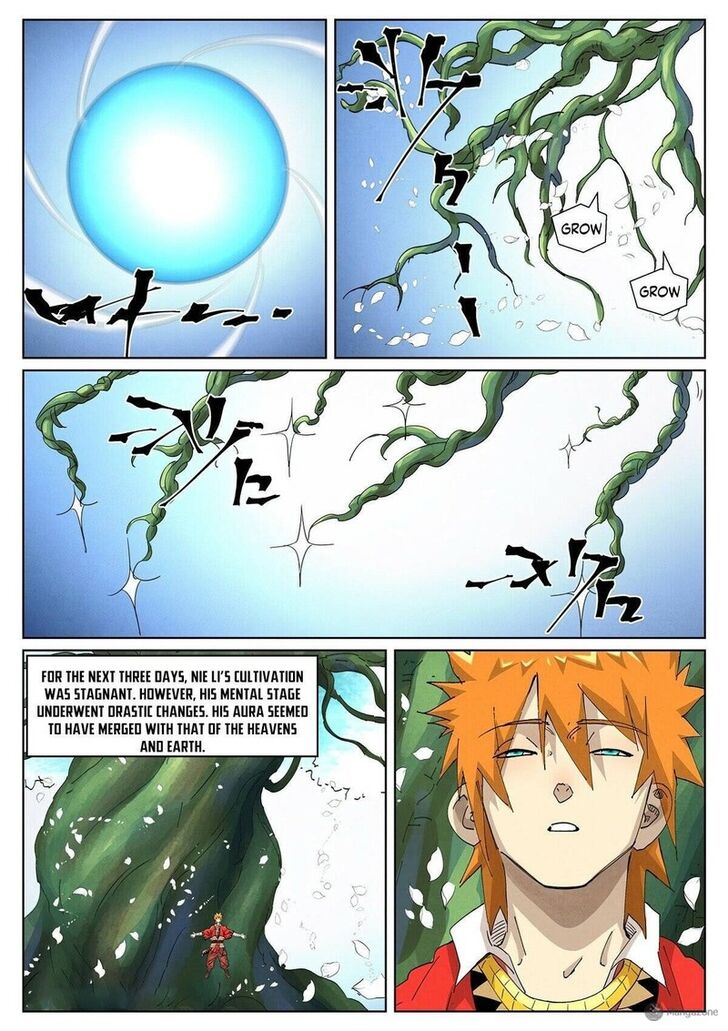 GROW
GROW
FOR THE NEXT THREE DAYS, NIE LI'S CULTIVATION
WAS STAGNANT. HOWEVER, HIS MENTAL STAGE
UNDERWENT DRASTIC CHANGES. HIS AURA SEEMED
TO HAVE MERGED WITH THAT OF THE HEAVENS
AND EARTH.
Mangazone